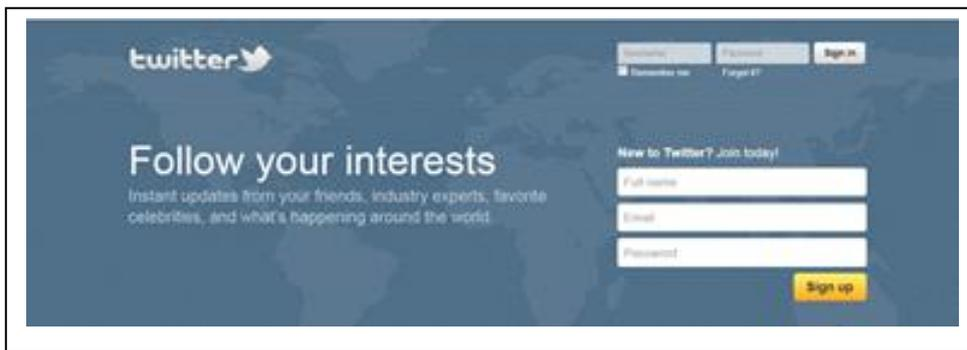 twitter
Username Password Sign in
Remember me Forgot it?
Follow your interests
Instant updates from your friends, industry experts, favorite
celebrities, and what's happening around the world.
New to Twitter? Join today!
Full name
Email
Password
Sign up